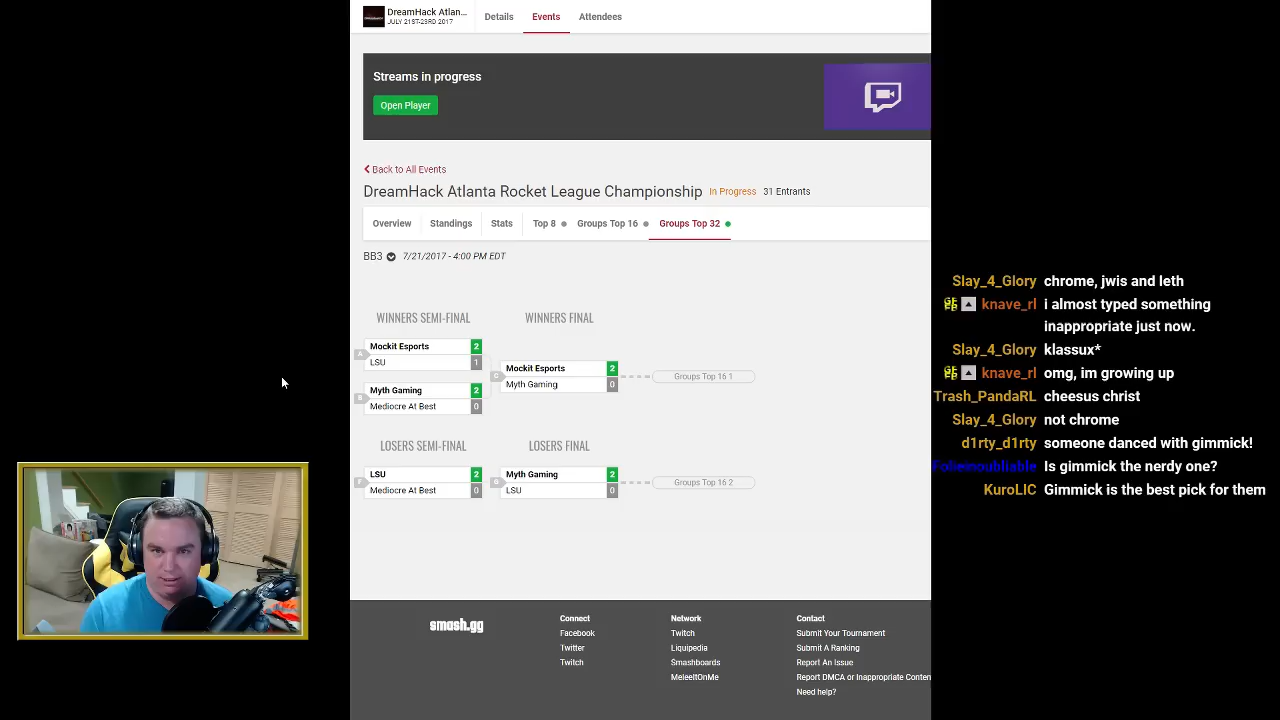 DreamHack Atlan...
JULY 21ST-23RD 2017
Details
Events
Attendees
Streams in progress
Open Player
Back to All Events
DreamHack Atlanta Rocket League Championship In Progress 31 Entrants
Overview
Standings
Stats
Top 8
Groups Top 16
Groups Top 32
BB3 7/21/2017 - 4:00 PM EDT
WINNERS SEMI-FINAL
WINNERS FINAL
A
Mockit Esports 2
LSU 1
B
Myth Gaming 2
Mediocre At Best 0
C
Mockit Esports 2
Myth Gaming 0
Groups Top 16 1
LOSERS SEMI-FINAL
LOSERS FINAL
F
LSU 2
Mediocre At Best 0
G
Myth Gaming 2
LSU 0
Groups Top 16 2
smash.gg
Connect
Facebook
Twitter
Twitch
Network
Twitch
Liquipedia
Smashboards
MeleeItOnMe
Contact
Submit Your Tournament
Submit A Ranking
Report An Issue
Report DMCA or Inappropriate Conten
Need help?
Slay_4_Glory chrome, jwis and leth
knave_rl i almost typed something
inappropriate just now.
Slay_4_Glory klassux*
knave_rl omg, im growing up
Trash_PandaRL cheesus christ
Slay_4_Glory not chrome
d1rty_d1rty someone danced with gimmick!
Is gimmick the nerdy one?
KuroLIC Gimmick is the best pick for them